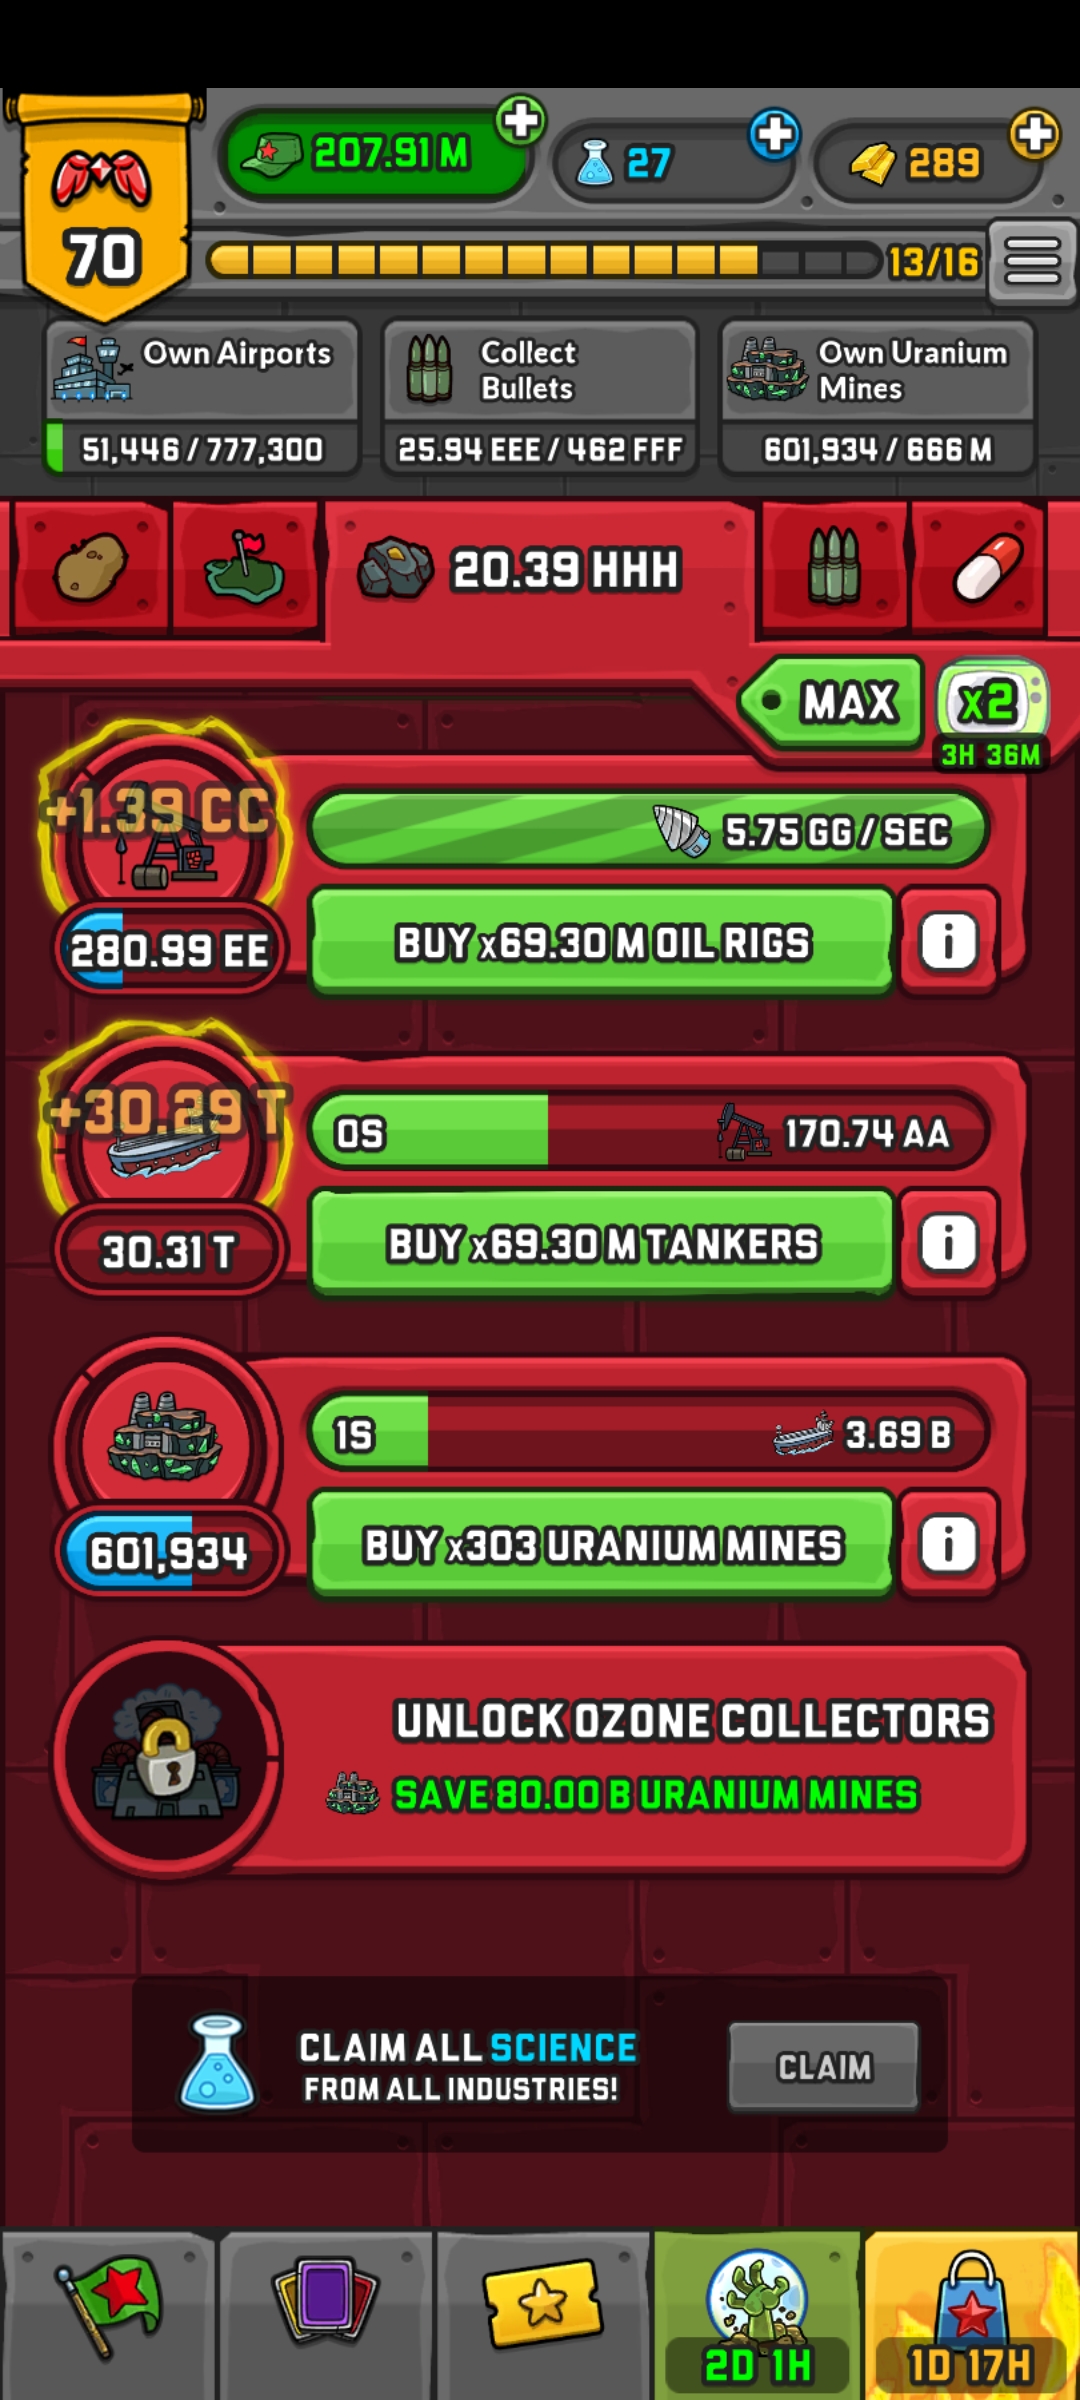 207.91 M
27
289
70
13/16
Own Airports
51,446 / 777,300
Collect
Bullets
25.94 EEE / 462 FFF
Own Uranium
Mines
601,934 / 666 M
20.39 HHH
MAX
x2
3H 36M
+1.39 CC
5.75 GG / SEC
280.99 EE
BUY x69.30 M OIL RIGS
i
+30.29 T
0S
170.74 AA
30.31 T
BUY x69.30 M TANKERS
i
1S
3.69 B
601,934
BUY x303 URANIUM MINES
i
UNLOCK OZONE COLLECTORS
SAVE 80.00 B URANIUM MINES
CLAIM ALL SCIENCE
FROM ALL INDUSTRIES!
CLAIM
2D 1H
1D 17H